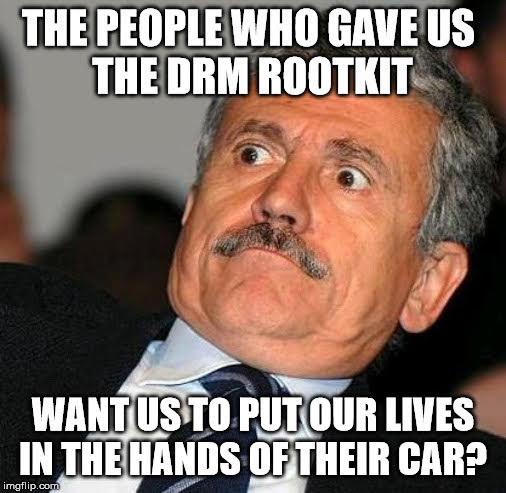 THE PEOPLE WHO GAVE US
THE DRM ROOTKIT
WANT US TO PUT OUR LIVES
IN THE HANDS OF THEIR CAR?
imgflip.com